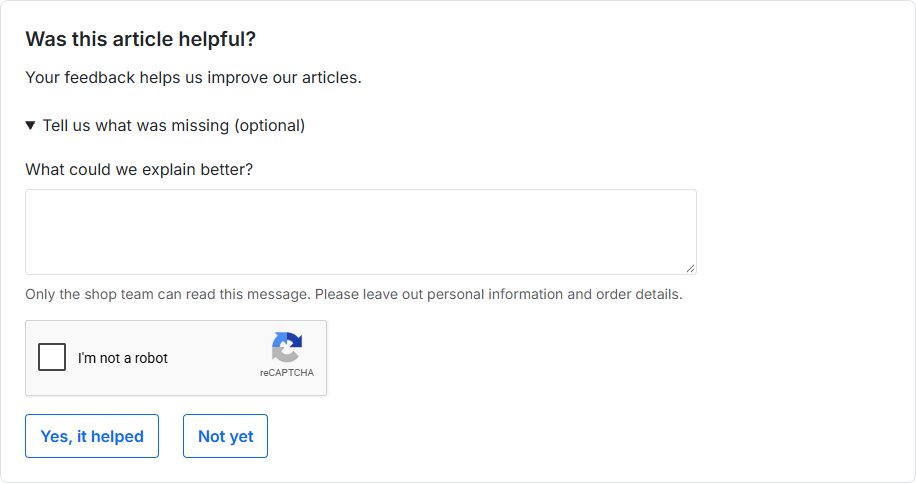 Was this article helpful?
Your feedback helps us improve our articles.
▼ Tell us what was missing (optional)
What could we explain better?
Only the shop team can read this message. Please leave out personal information and order details.
I'm not a robot
reCAPTCHA
Yes, it helped
Not yet